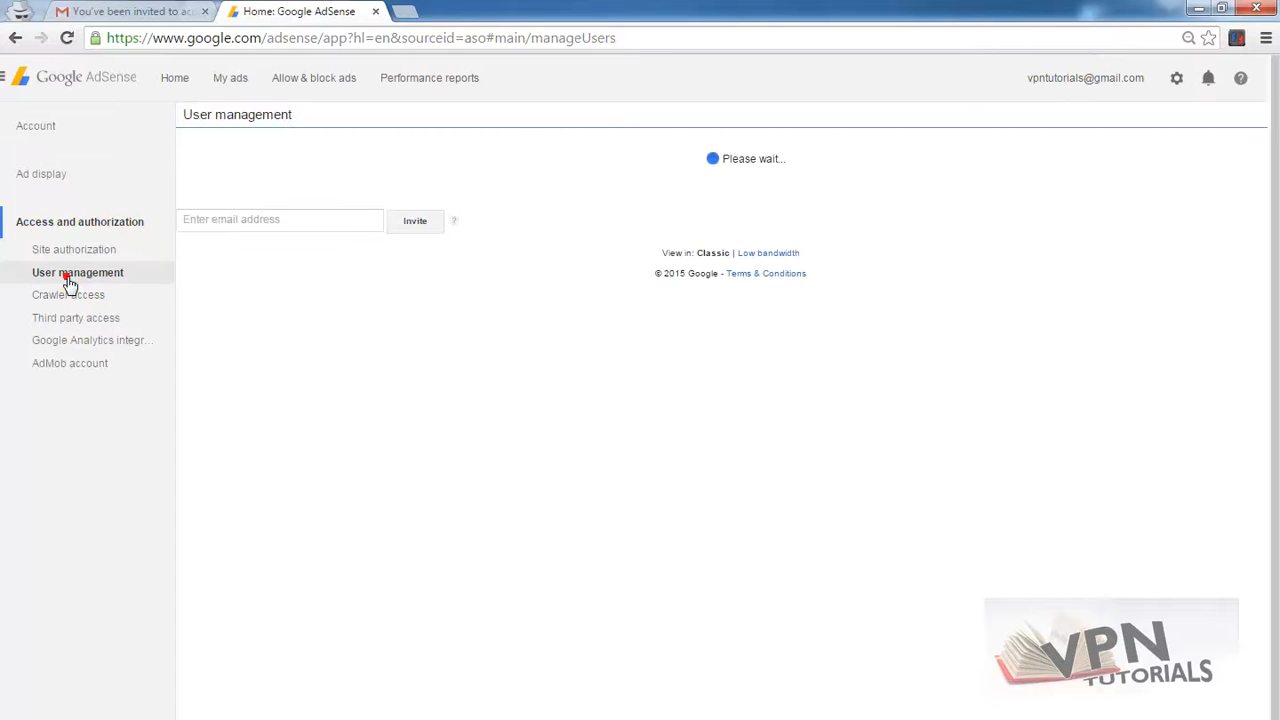 You've been invited to ac
Home: Google AdSense
https://www.google.com/adsense/app?hl=en&sourceid=aso#main/manageUsers
Google AdSense
Home
My ads
Allow & block ads
Performance reports
vpntutorials@gmail.com
Account
User management
Please wait...
Ad display
Access and authorization
Enter email address
Invite
?
Site authorization
View in: Classic | Low bandwidth
User management
© 2015 Google - Terms & Conditions
Crawler access
Third party access
Google Analytics integr...
AdMob account
VPN
TUTORIALS